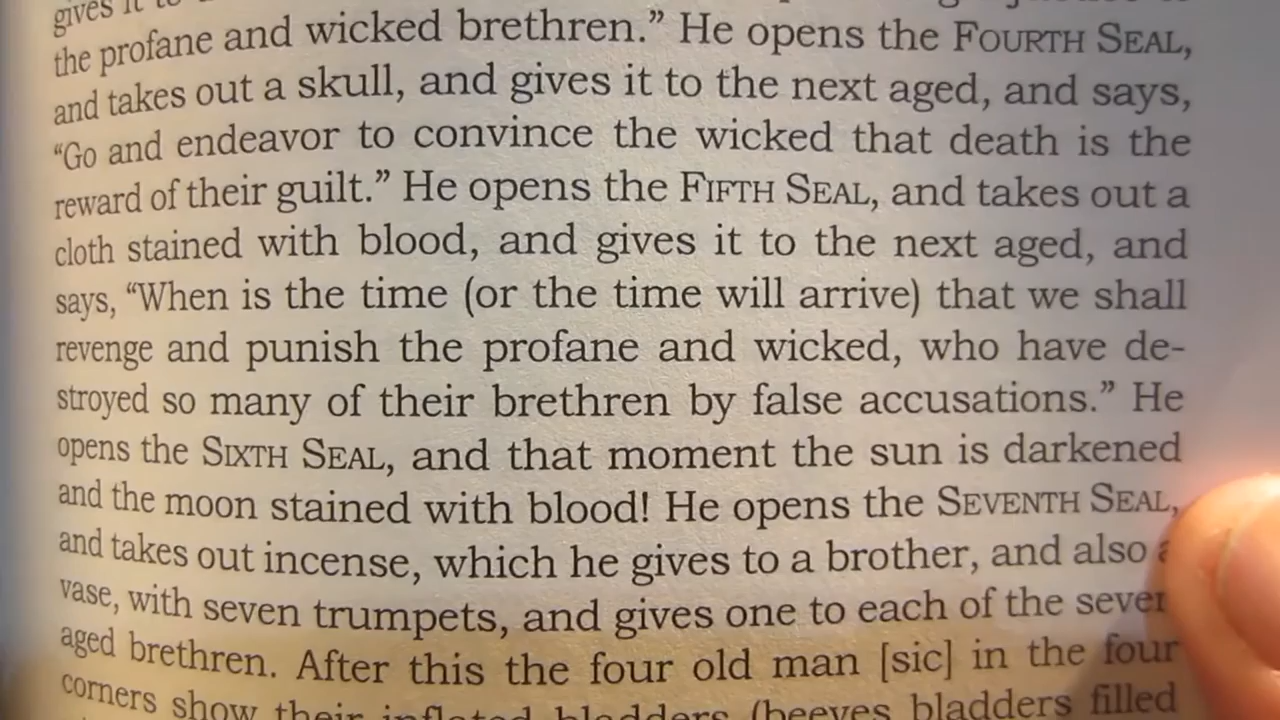 gives it to
the profane and wicked brethren.” He opens the FOURTH SEAL,
and takes out a skull, and gives it to the next aged, and says,
“Go and endeavor to convince the wicked that death is the
reward of their guilt.” He opens the FIFTH SEAL, and takes out a
cloth stained with blood, and gives it to the next aged, and
says, “When is the time (or the time will arrive) that we shall
revenge and punish the profane and wicked, who have de-
stroyed so many of their brethren by false accusations.” He
opens the SIXTH SEAL, and that moment the sun is darkened
and the moon stained with blood! He opens the SEVENTH SEAL,
and takes out incense, which he gives to a brother, and also a
vase, with seven trumpets, and gives one to each of the seven
aged brethren. After this the four old man [sic] in the four
corners show their inflated bladders (beeves bladders filled